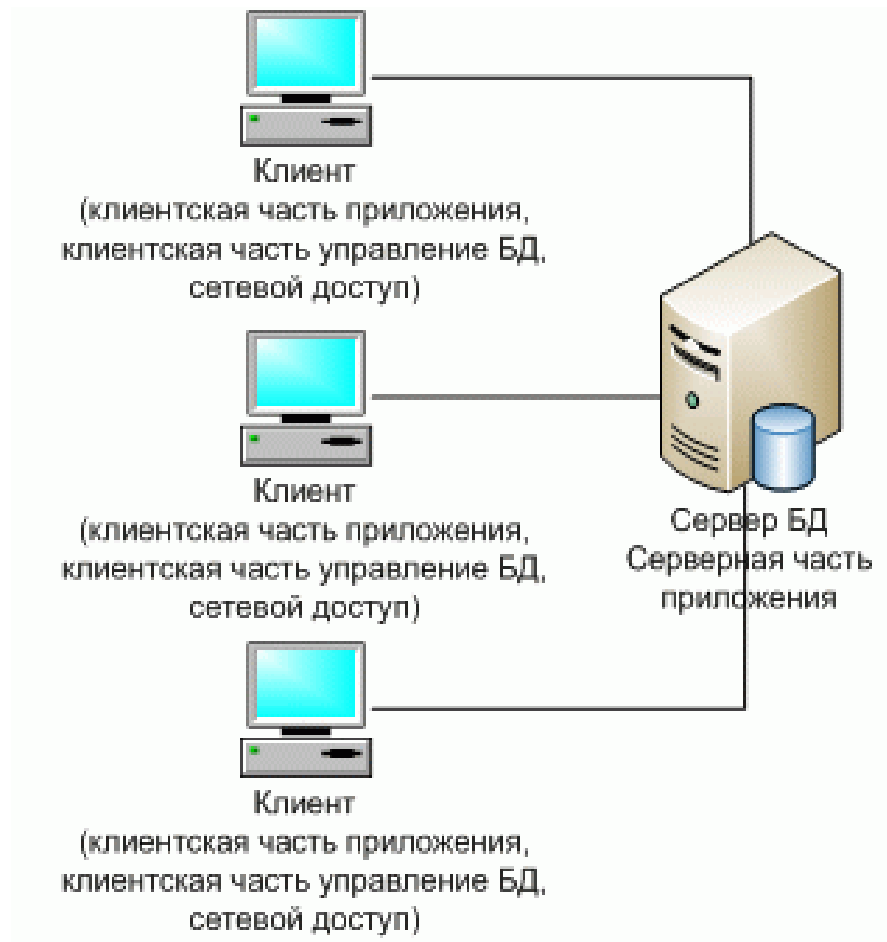 Клиент
(клиентская часть приложения,
клиентская часть управление БД,
сетевой доступ)
Клиент
(клиентская часть приложения,
клиентская часть управление БД,
сетевой доступ)
Сервер БД
Серверная часть
приложения
Клиент
(клиентская часть приложения,
клиентская часть управление БД,
сетевой доступ)